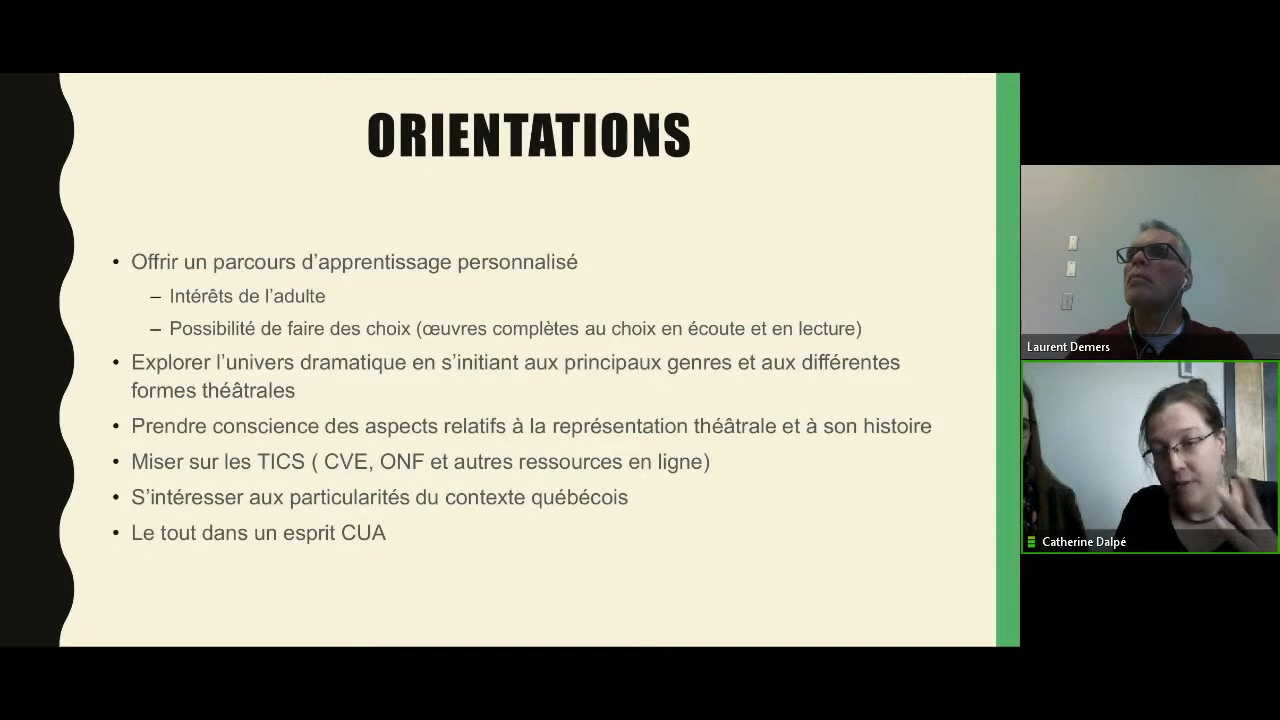 ORIENTATIONS
• Offrir un parcours d’apprentissage personnalisé
– Intérêts de l’adulte
– Possibilité de faire des choix (œuvres complètes au choix en écoute et en lecture)
• Explorer l’univers dramatique en s’initiant aux principaux genres et aux différentes
formes théâtrales
• Prendre conscience des aspects relatifs à la représentation théâtrale et à son histoire
• Miser sur les TICS ( CVE, ONF et autres ressources en ligne)
• S’intéresser aux particularités du contexte québécois
• Le tout dans un esprit CUA
Laurent Demers
Catherine Dalpé